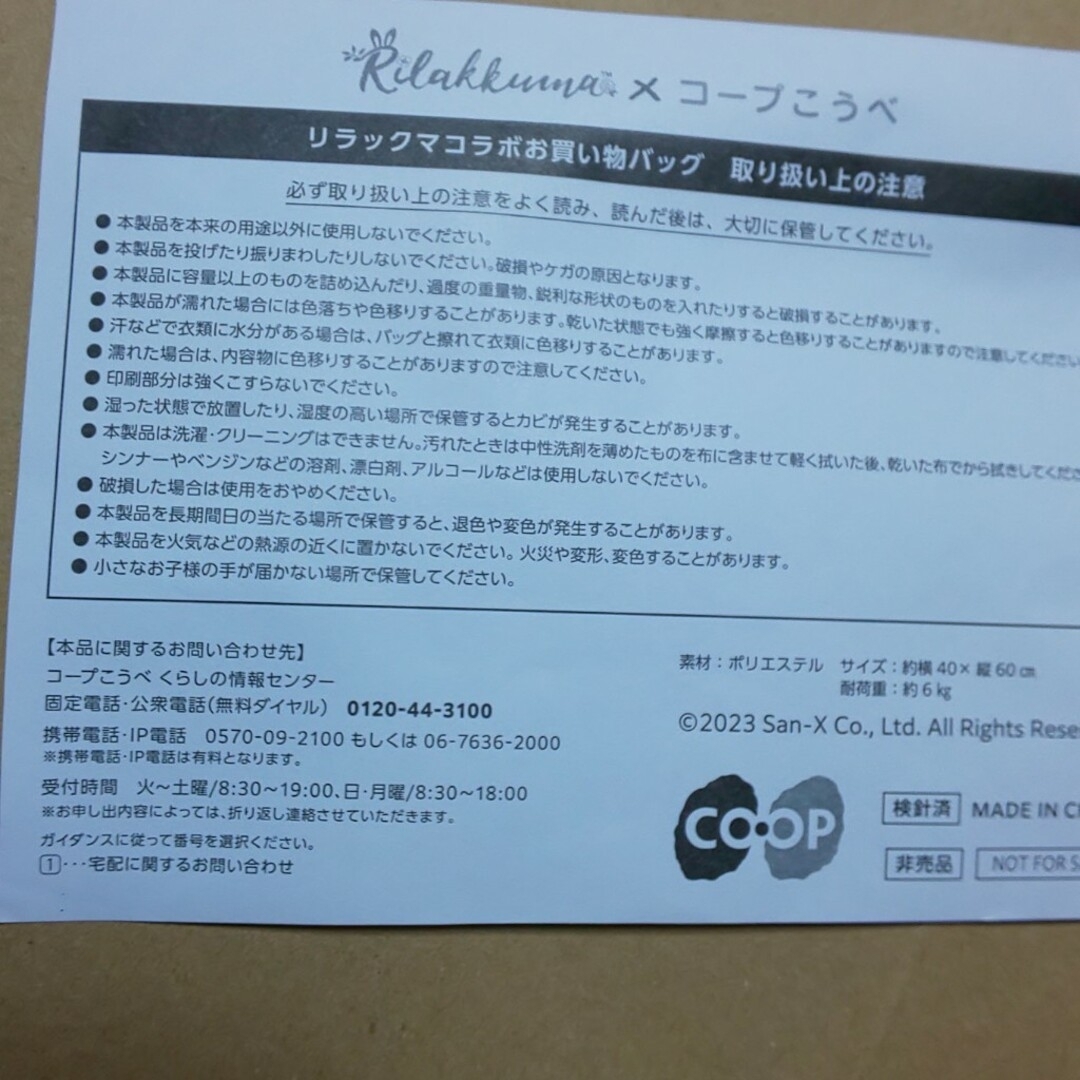 Rilakkuma™ × コープこうべ
リラックマコラボお買い物バッグ 取り扱い上の注意
必ず取り扱い上の注意をよく読み、読んだ後は、大切に保管してください。
●本製品を本来の用途以外に使用しないでください。
●本製品を投げたり振りまわしたりしないでください。破損やケガの原因となります。
●本製品に容量以上のものを詰め込んだり、過度の重量物、鋭利な形状のものを入れたりすると破損することがあります。
●本製品が濡れた場合には色落ちや色移りすることがあります。乾いた状態でも強く摩擦すると色移りすることがありますので注意してください
●汗などで衣類に水分がある場合は、バッグと擦れて衣類に色移りすることがあります。
●濡れた場合は、内容物に色移りすることがありますので注意してください。
●印刷部分は強くこすらないでください。
●湿った状態で放置したり、湿度の高い場所で保管するとカビが発生することがあります。
●本製品は洗濯・クリーニングはできません。汚れたときは中性洗剤を薄めたものを布に含ませて軽く拭いた後、乾いた布でから拭きしてくださ
シンナーやベンジンなどの溶剤、漂白剤、アルコールなどは使用しないでください。
●破損した場合は使用をおやめください。
●本製品を長期間日の当たる場所で保管すると、退色や変色が発生することがあります。
●本製品を火気などの熱源の近くに置かないでください。火災や変形、変色することがあります。
●小さなお子様の手が届かない場所で保管してください。
【本品に関するお問い合わせ先】
コープこうべ くらしの情報センター
固定電話・公衆電話(無料ダイヤル) 0120-44-3100
携帯電話・IP電話 0570-09-2100 もしくは 06-7636-2000
※携帯電話・IP電話は有料となります。
受付時間 火～土曜/8:30～19:00、日・月曜/8:30～18:00
※お申し出内容によっては、折り返し連絡させていただきます。
ガイダンスに従って番号を選択ください。
1・・・宅配に関するお問い合わせ
素材：ポリエステル サイズ：約横40×縦60㎝
耐荷重：約6㎏
©2023 San-X Co., Ltd. All Rights Rese
CO・OP
検針済 MADE IN C
非売品 NOT FOR S